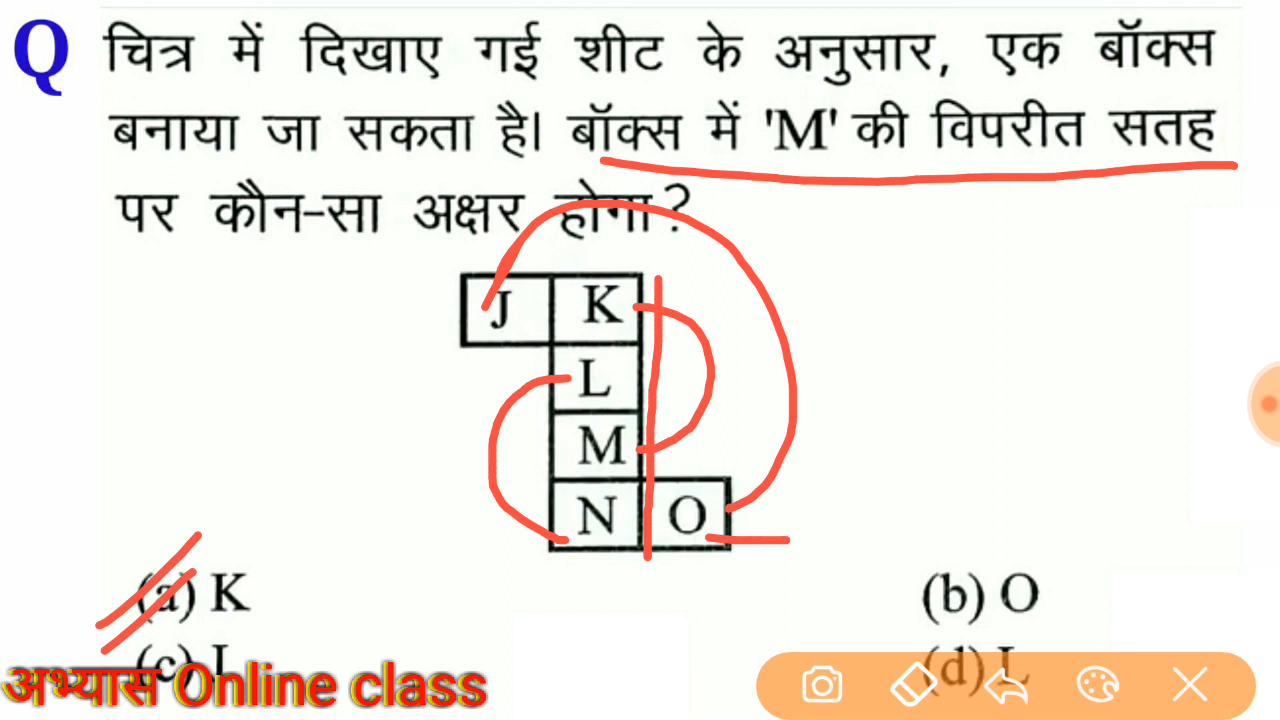 Q चित्र में दिखाए गई शीट के अनुसार, एक बॉक्स
बनाया जा सकता है। बॉक्स में 'M' की विपरीत सतह
पर कौन-सा अक्षर होगा?
J K
L
M
N O
(a) K (b) O
(c) J (d) L
अभ्यास Online class